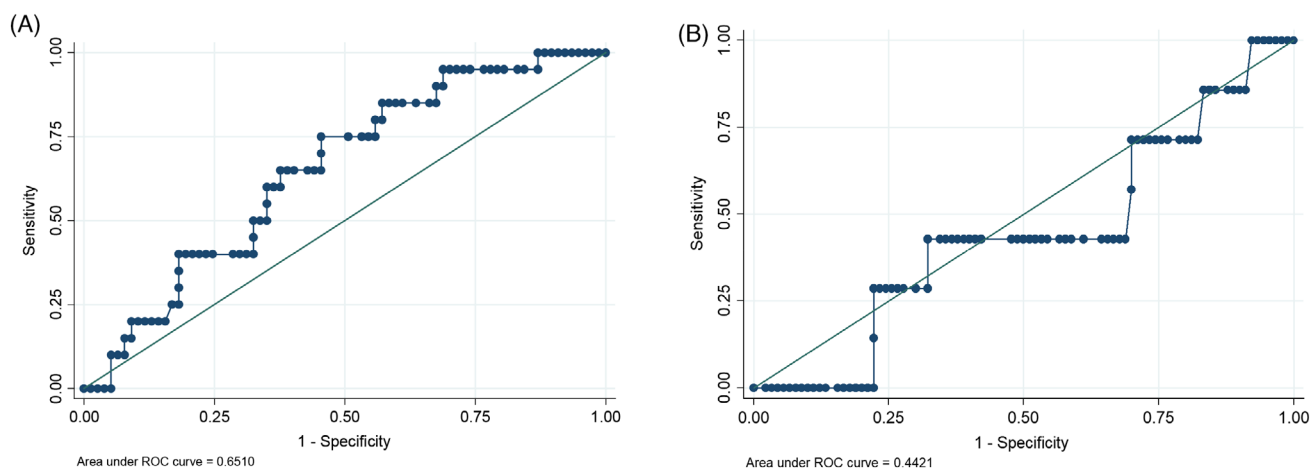 (A)
1.00
0.75
0.50
0.25
0.00
Sensitivity
0.00 0.25 0.50 0.75 1.00
1 - Specificity
Area under ROC curve = 0.6510
(B)
1.00
0.75
0.50
0.25
0.00
Sensitivity
0.00 0.25 0.50 0.75 1.00
1 - Specificity
Area under ROC curve = 0.4421